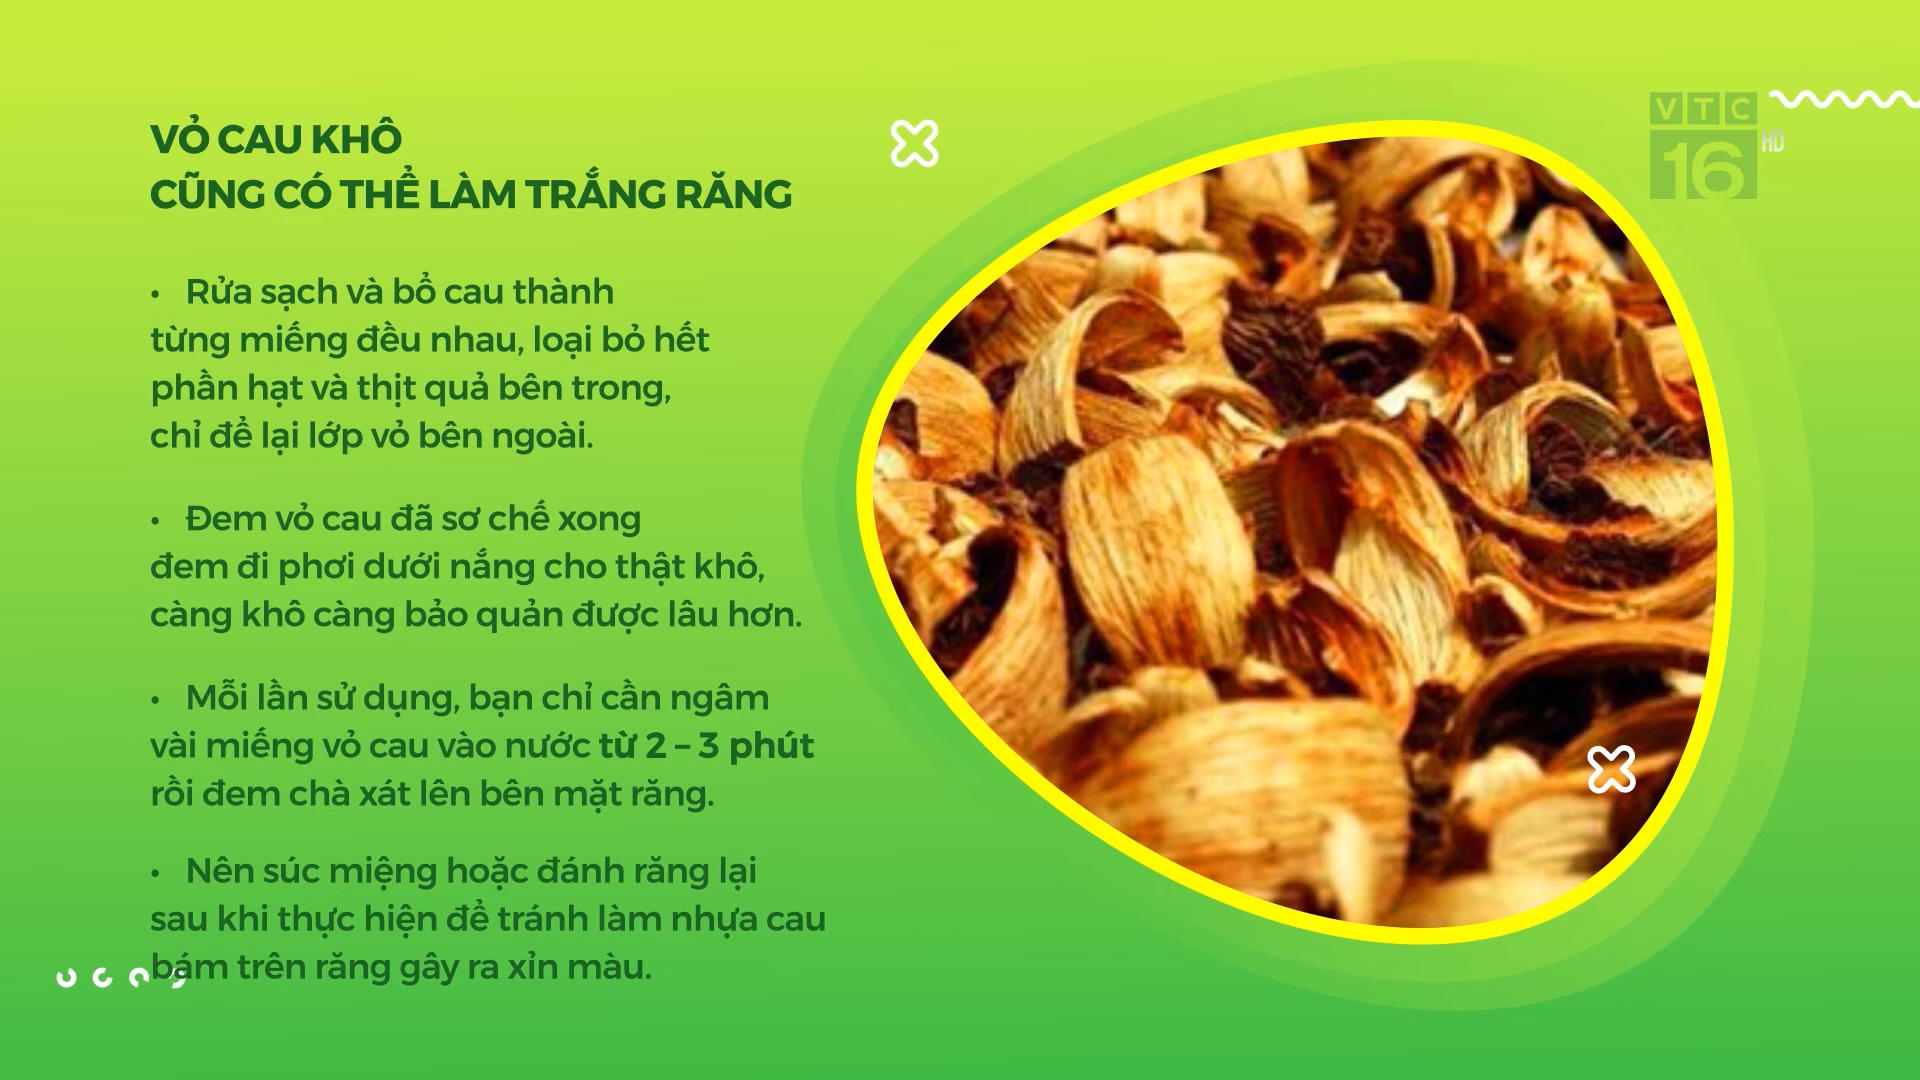 VỎ CAU KHÔ
CŨNG CÓ THỂ LÀM TRẮNG RĂNG
• Rửa sạch và bổ cau thành
từng miếng đều nhau, loại bỏ hết
phần hạt và thịt quả bên trong,
chỉ để lại lớp vỏ bên ngoài.
• Đem vỏ cau đã sơ chế xong
đem đi phơi dưới nắng cho thật khô,
càng khô càng bảo quản được lâu hơn.
• Mỗi lần sử dụng, bạn chỉ cần ngâm
vài miếng vỏ cau vào nước từ 2 – 3 phút
rồi đem chà xát lên bên mặt răng.
• Nên súc miệng hoặc đánh răng lại
sau khi thực hiện để tránh làm nhựa cau
bám trên răng gây ra xỉn màu.
VTC
16 HD